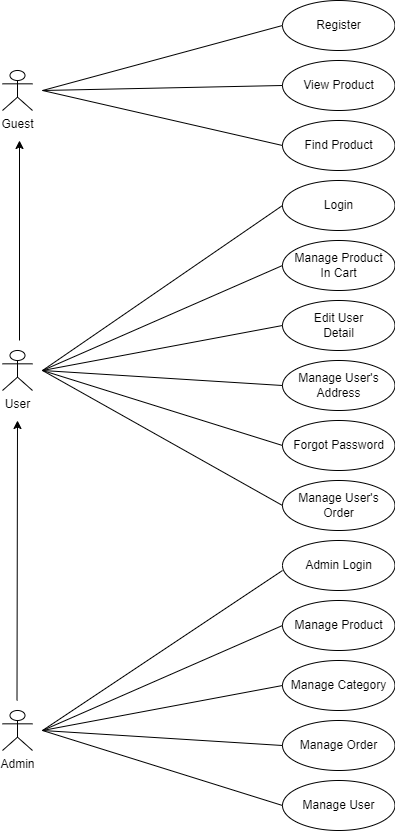 Register
View Product
Guest
Find Product
Login
Manage Product
In Cart
Edit User
Detail
Manage User's
Address
User
Forgot Password
Manage User's
Order
Admin Login
Manage Product
Manage Category
Manage Order
Admin
Manage User